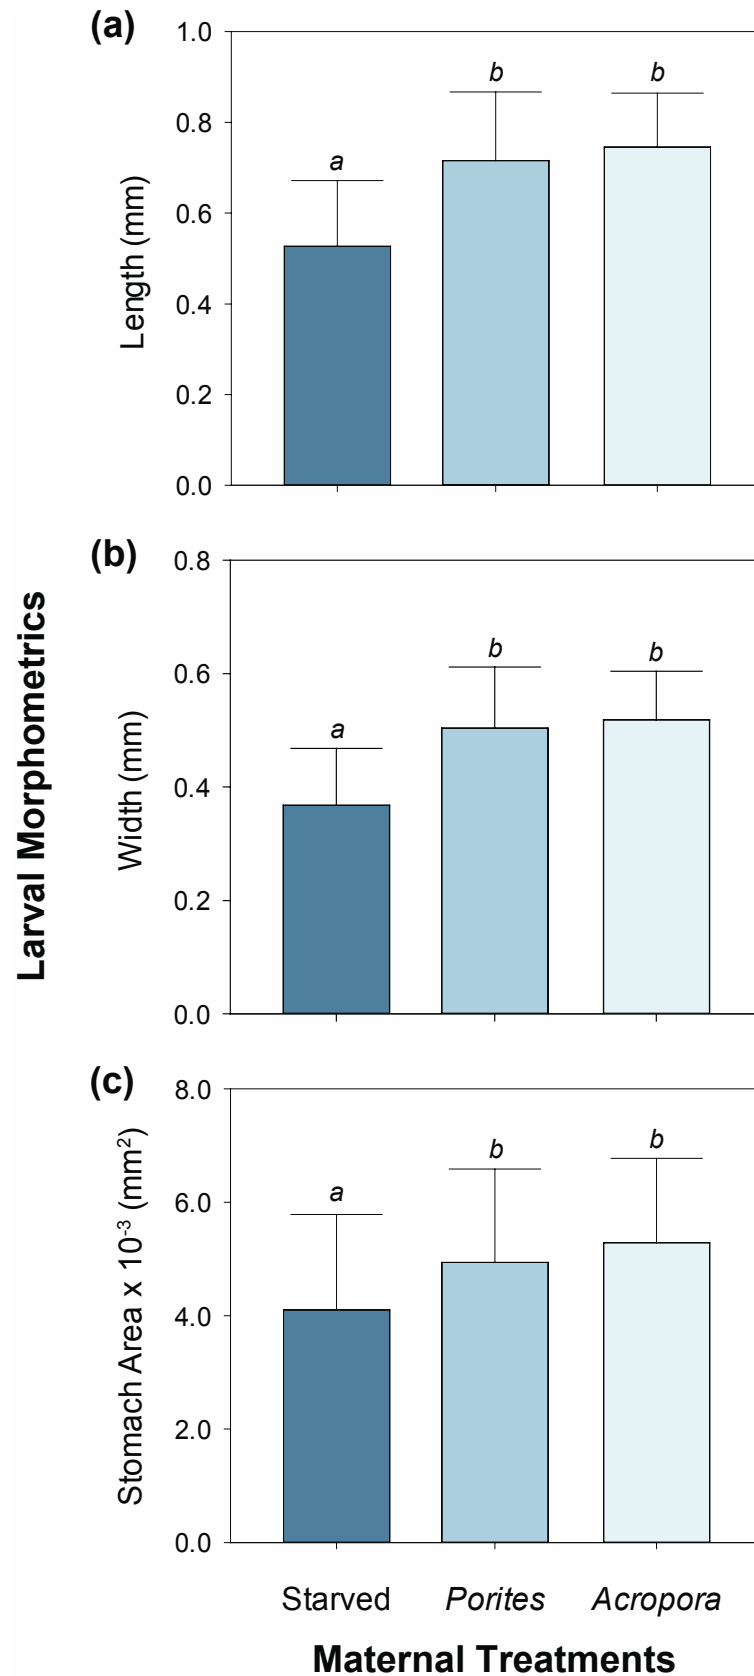 (a)
1.0
0.8
0.6
0.4
0.2
0.0
Length (mm)
a
b
b
(b)
0.8
0.6
0.4
0.2
0.0
Width (mm)
a
b
b
Larval Morphometrics
(c)
8.0
6.0
4.0
2.0
0.0
Stomach Area x 10⁻³ (mm²)
a
b
b
Starved Porites Acropora
Maternal Treatments